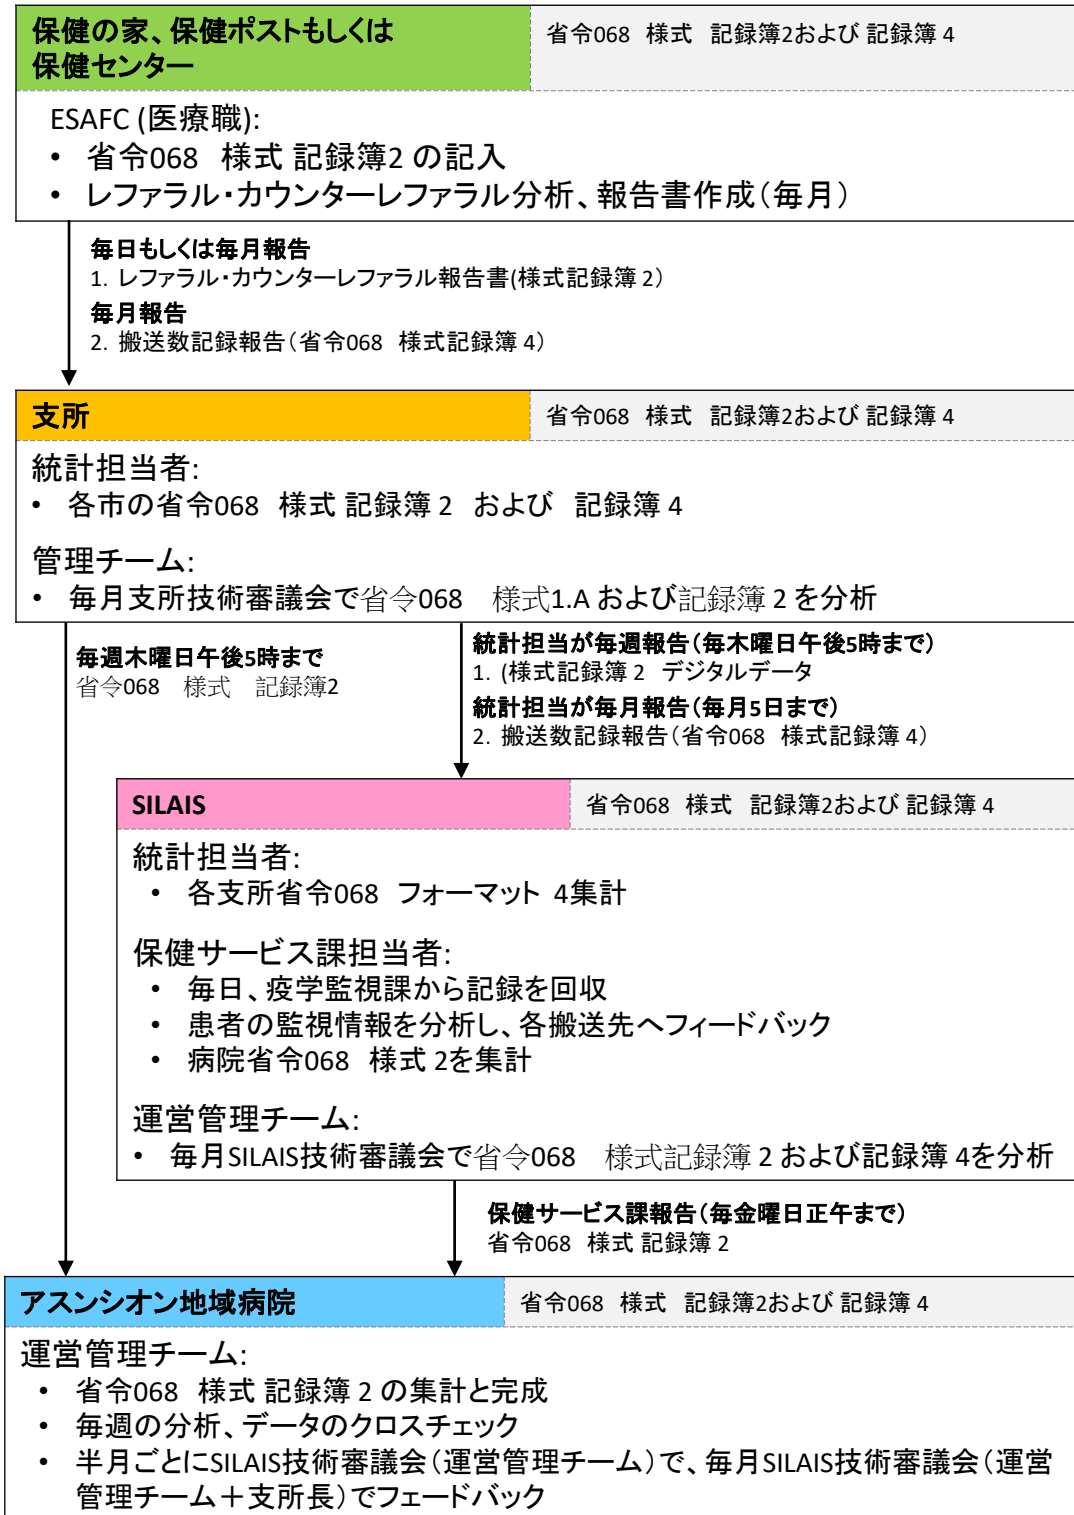 保健の家、保健ポストもしくは
保健センター
省令068 様式 記録簿2および 記録簿 4
ESAFC (医療職):
• 省令068 様式 記録簿2 の記入
• レファラル・カウンターレファラル分析、報告書作成（毎月）
毎日もしくは毎月報告
1. レファラル・カウンターレファラル報告書(様式記録簿 2）
毎月報告
2. 搬送数記録報告（省令068 様式記録簿 4）
支所
省令068 様式 記録簿2および 記録簿 4
統計担当者:
• 各市の省令068 様式 記録簿 2 および 記録簿 4
管理チーム:
• 毎月支所技術審議会で省令068 様式1.A および記録簿 2 を分析
毎週木曜日午後5時まで
省令068 様式 記録簿2
統計担当が毎週報告（毎木曜日午後5時まで）
1. (様式記録簿 2 デジタルデータ
統計担当が毎月報告（毎月5日まで）
2. 搬送数記録報告（省令068 様式記録簿 4）
SILAIS
省令068 様式 記録簿2および 記録簿 4
統計担当者:
• 各支所省令068 フォーマット 4集計
保健サービス課担当者:
• 毎日、疫学監視課から記録を回収
• 患者の監視情報を分析し、各搬送先へフィードバック
• 病院省令068 様式 2を集計
運営管理チーム:
• 毎月SILAIS技術審議会で省令068 様式記録簿 2 および記録簿 4を分析
保健サービス課報告（毎金曜日正午まで）
省令068 様式 記録簿 2
アスンシオン地域病院
省令068 様式 記録簿2および 記録簿 4
運営管理チーム:
• 省令068 様式 記録簿 2 の集計と完成
• 毎週の分析、データのクロスチェック
• 半月ごとにSILAIS技術審議会（運営管理チーム）で、毎月SILAIS技術審議会（運営
管理チーム＋支所長）でフェードバック